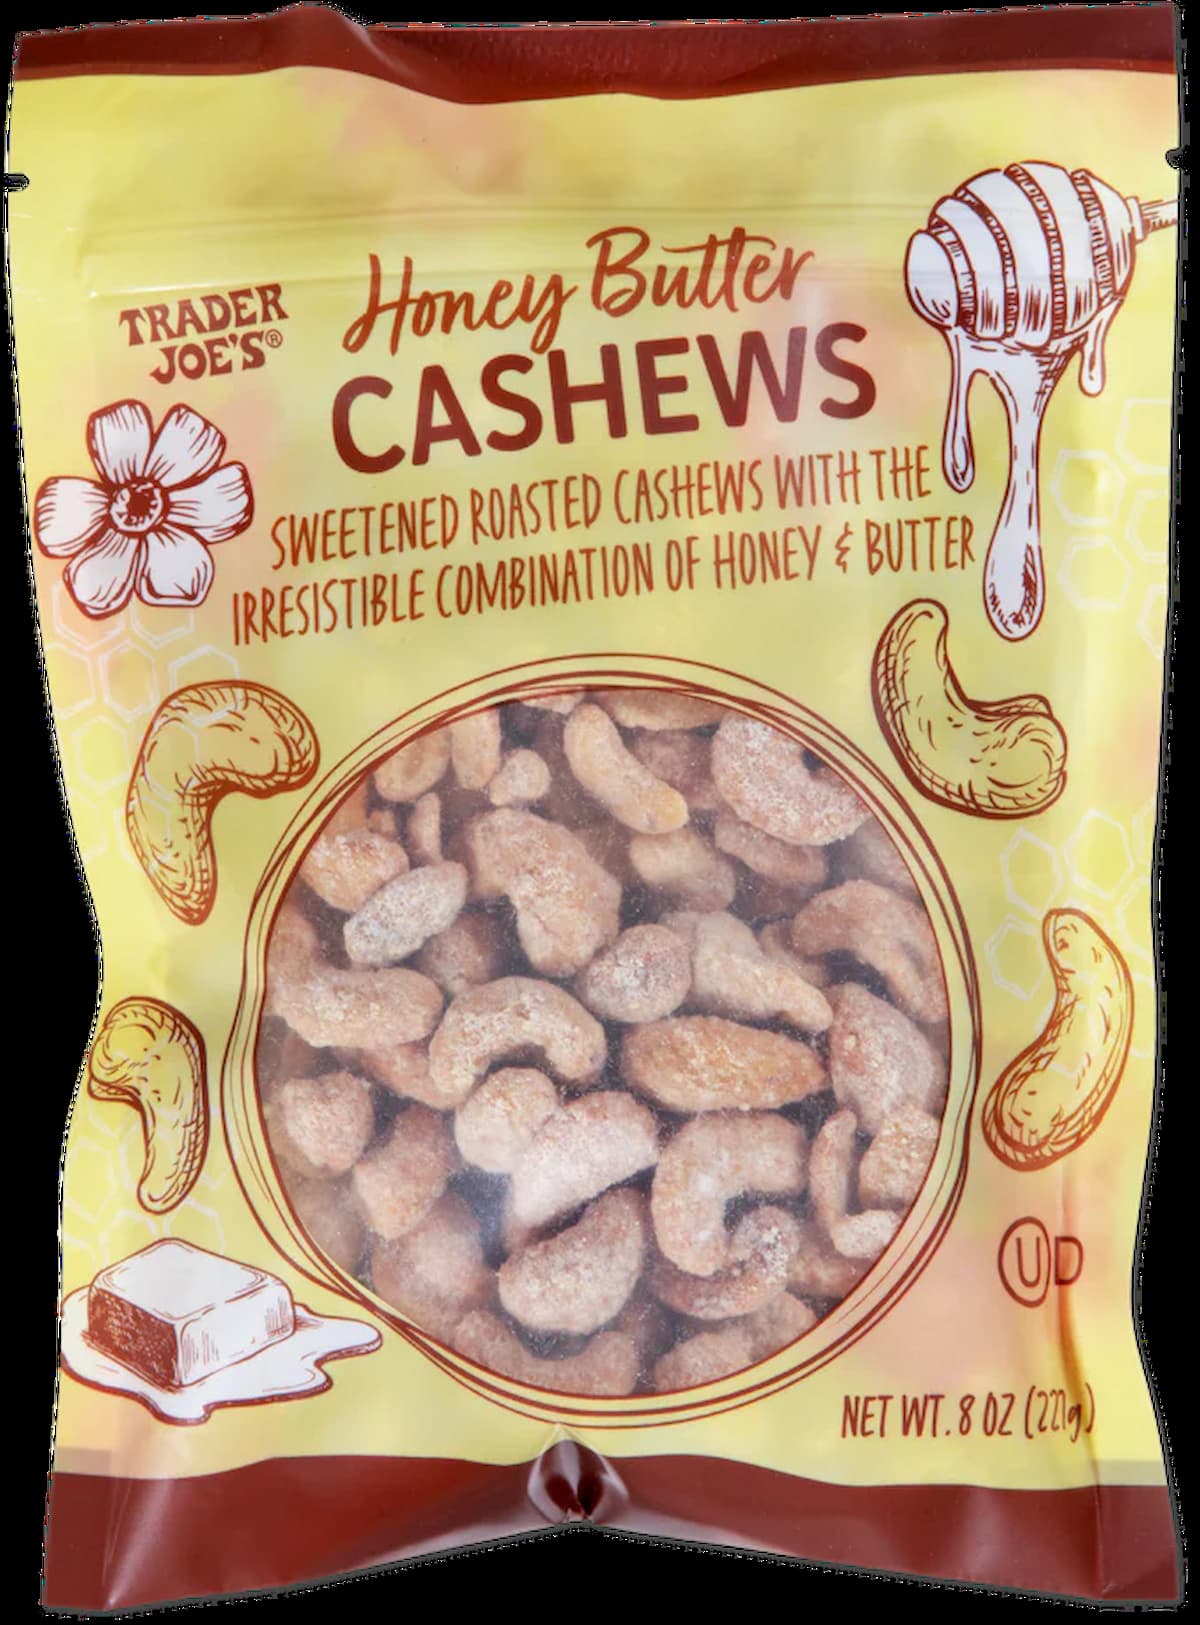 Honey Butter
TRADER
JOE'S®
CASHEWS
SWEETENED ROASTED CASHEWS WITH THE
IRRESISTIBLE COMBINATION OF HONEY & BUTTER
UD
NET WT. 8 OZ (227g)